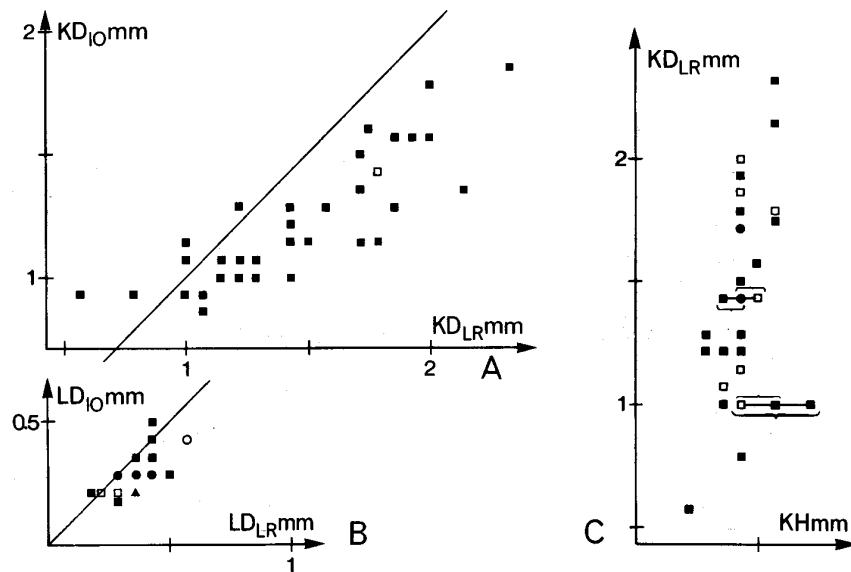 2
KD_IO mm
1
1
2
KD_LR mm
A
LD_IO mm
0.5
LD_LR mm
1
B
KD_LR mm
2
1
C
KH mm